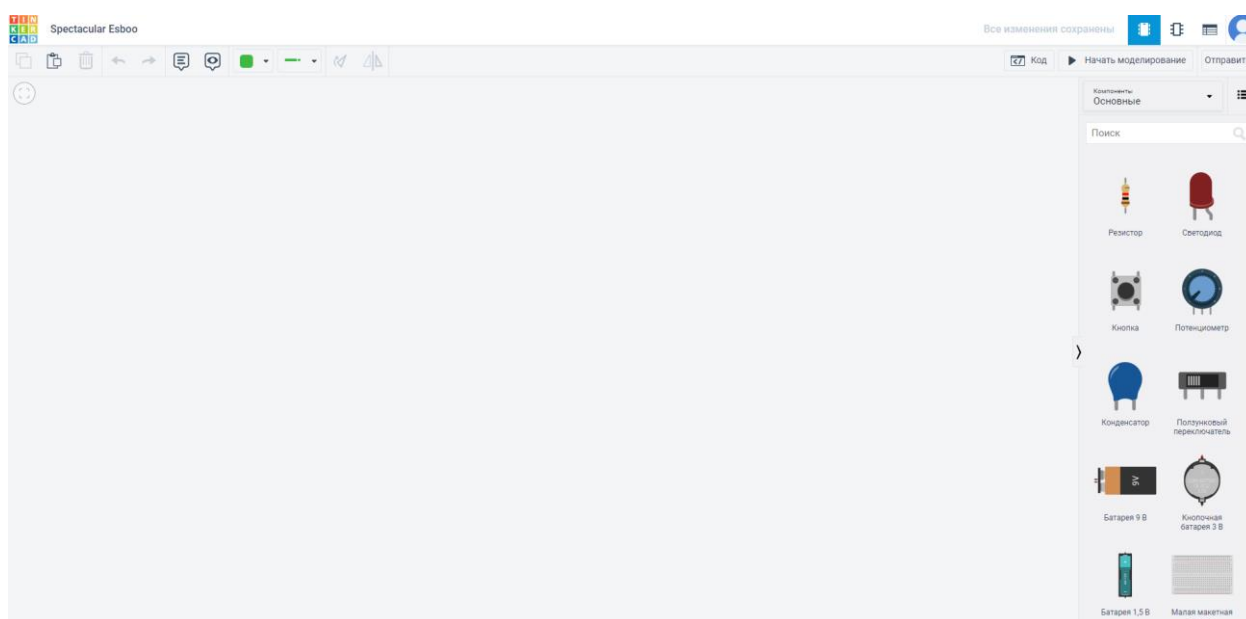 TIN
KER
CAD
Spectacular Esboo
Все изменения сохранены
Код
Начать моделирование
Отправит
Компоненты
Основные
Поиск
Резистор
Светодиод
Кнопка
Потенциометр
Конденсатор
Ползунковый
переключатель
9V
Батарея 9 В
Кнопочная
батарея 3 В
Батарея 1,5 В
Малая макетная